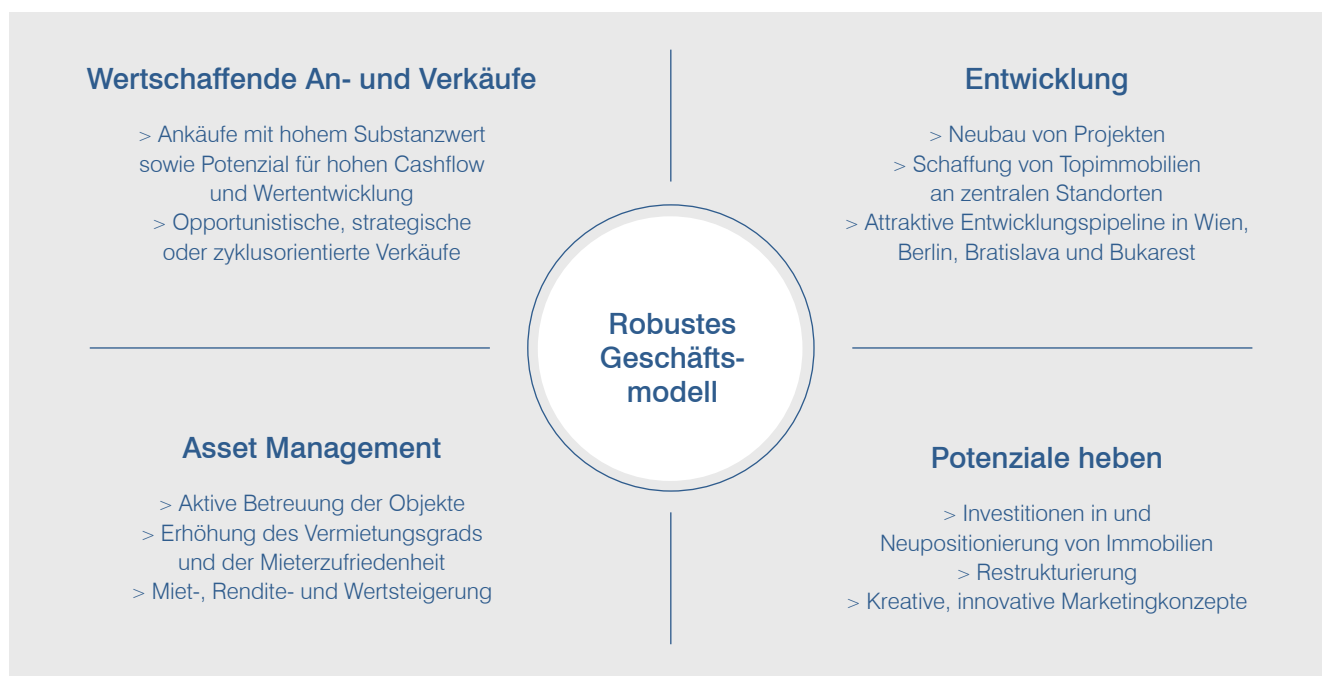 Wertschaffende An- und Verkäufe
> Ankäufe mit hohem Substanzwert
sowie Potenzial für hohen Cashflow
und Wertentwicklung
> Opportunistische, strategische
oder zyklusorientierte Verkäufe
Entwicklung
> Neubau von Projekten
> Schaffung von Topimmobilien
an zentralen Standorten
> Attraktive Entwicklungspipeline in Wien,
Berlin, Bratislava und Bukarest
Robustes
Geschäfts-
modell
Asset Management
> Aktive Betreuung der Objekte
> Erhöhung des Vermietungsgrads
und der Mieterzufriedenheit
> Miet-, Rendite- und Wertsteigerung
Potenziale heben
> Investitionen in und
Neupositionierung von Immobilien
> Restrukturierung
> Kreative, innovative Marketingkonzepte